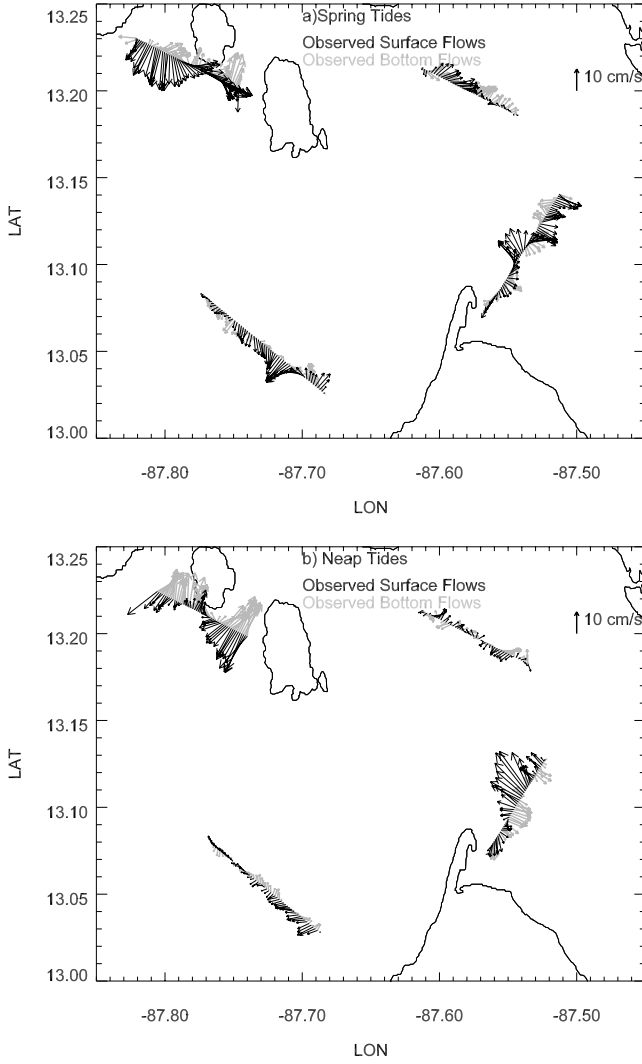 a)Spring Tides
Observed Surface Flows
Observed Bottom Flows
10 cm/s
13.25
13.20
13.15
13.10
13.05
13.00
LAT
-87.80 -87.70 -87.60 -87.50
LON
b) Neap Tides
Observed Surface Flows
Observed Bottom Flows
10 cm/s
13.25
13.20
13.15
13.10
13.05
13.00
LAT
-87.80 -87.70 -87.60 -87.50
LON